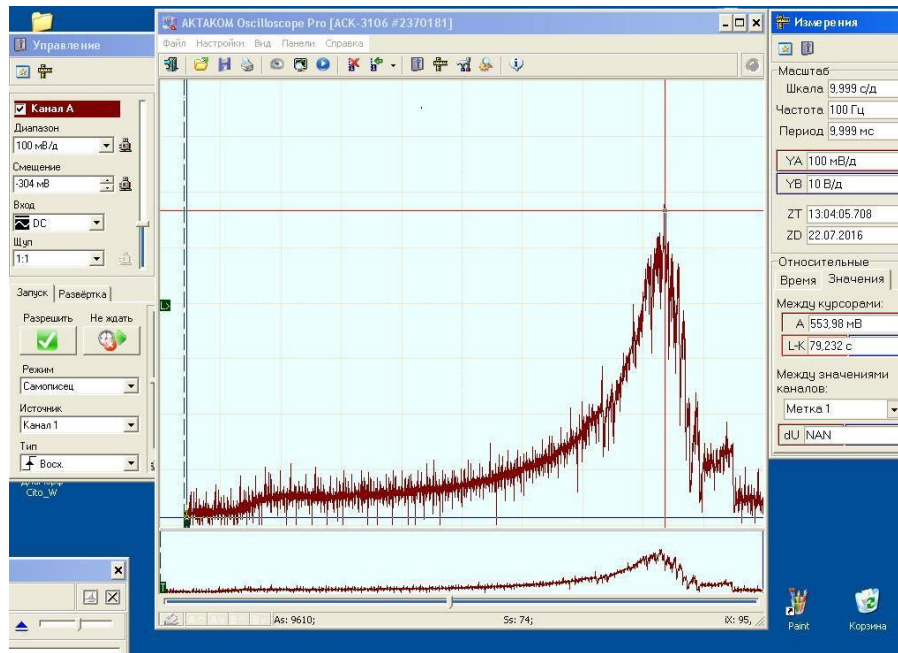 AKTAKOM Oscilloscope Pro [ACK-3106 #2370181]
Файл Настройки Вид Панели Справка
Управление
Канал A
Диапазон
100 мВ/д
Смещение
-304 мВ
Вход
DC
Щуп
1:1
Запуск Развёртка
Разрешить Не ждать
Режим
Самописец
Источник
Канал 1
Тип
Восх.
Cito_W
As: 9610;
Ss: 74;
iX: 95,
Измерения
Масштаб
Шкала 9,999 с/д
Частота 100 Гц
Период 9,999 мс
YA 100 мВ/д
YB 10 В/д
ZT 13:04:05.708
ZD 22.07.2016
Относительные
Время Значения
Между курсорами:
A 553,98 мВ
L-K 79,232 с
Между значениями
каналов:
Метка 1
dU NAN
Paint
Корзина